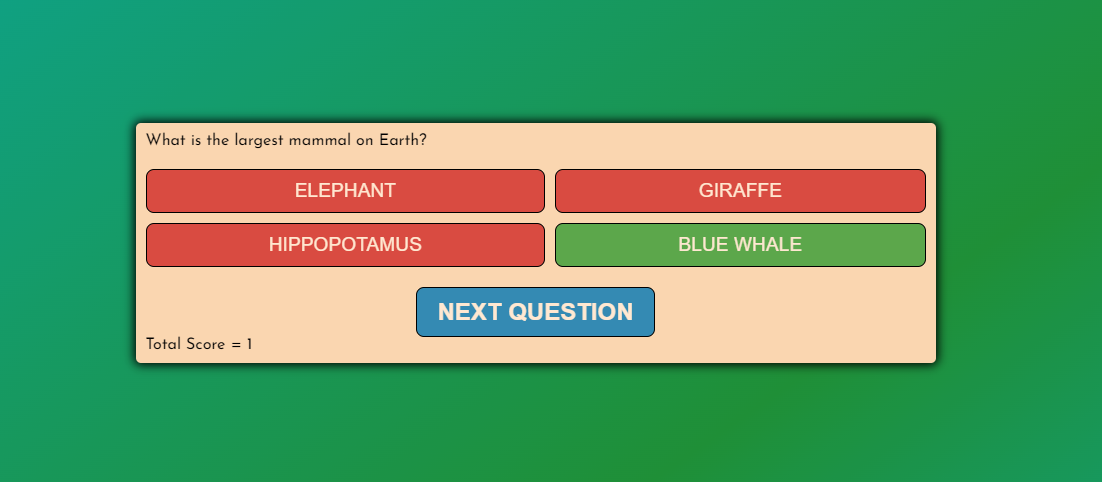 What is the largest mammal on Earth?
ELEPHANT
GIRAFFE
HIPPOPOTAMUS
BLUE WHALE
NEXT QUESTION
Total Score = 1